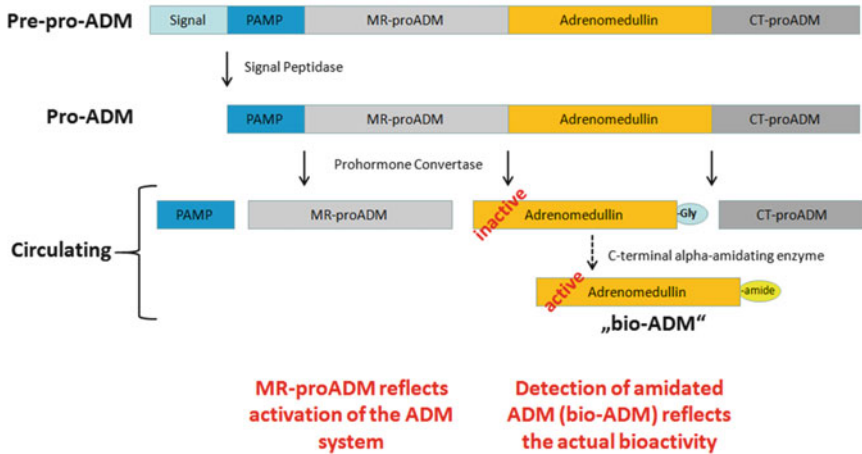 Pre-pro-ADM Signal PAMP MR-proADM Adrenomedullin CT-proADM
Signal Peptidase
Pro-ADM PAMP MR-proADM Adrenomedullin CT-proADM
Prohormone Convertase
Circulating
PAMP MR-proADM inactive Adrenomedullin -Gly CT-proADM
C-terminal alpha-amidating enzyme
active Adrenomedullin -amide
„bio-ADM“
MR-proADM reflects
activation of the ADM
system
Detection of amidated
ADM (bio-ADM) reflects
the actual bioactivity